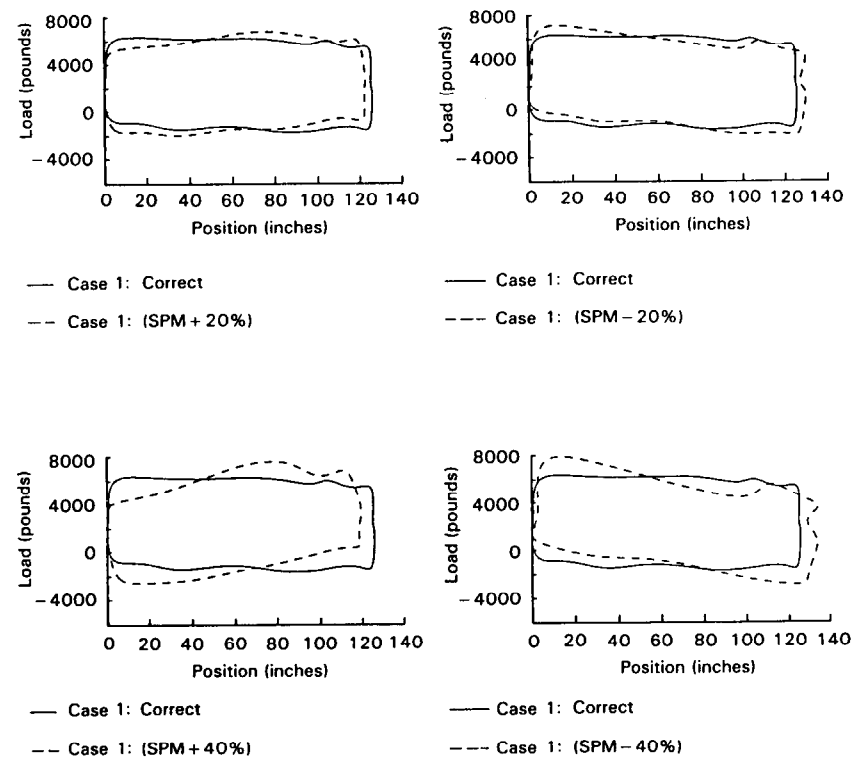 8000
4000
0
−4000
Load (pounds)
0 20 40 60 80 100 120 140
Position (inches)
Case 1: Correct
Case 1: (SPM + 20%)
8000
4000
0
−4000
Load (pounds)
0 20 40 60 80 100 120 140
Position (inches)
Case 1: Correct
Case 1: (SPM − 20%)
8000
4000
0
−4000
Load (pounds)
0 20 40 60 80 100 120 140
Position (inches)
Case 1: Correct
Case 1: (SPM + 40%)
8000
4000
0
−4000
Load (pounds)
0 20 40 60 80 100 120 140
Position (inches)
Case 1: Correct
Case 1: (SPM − 40%)